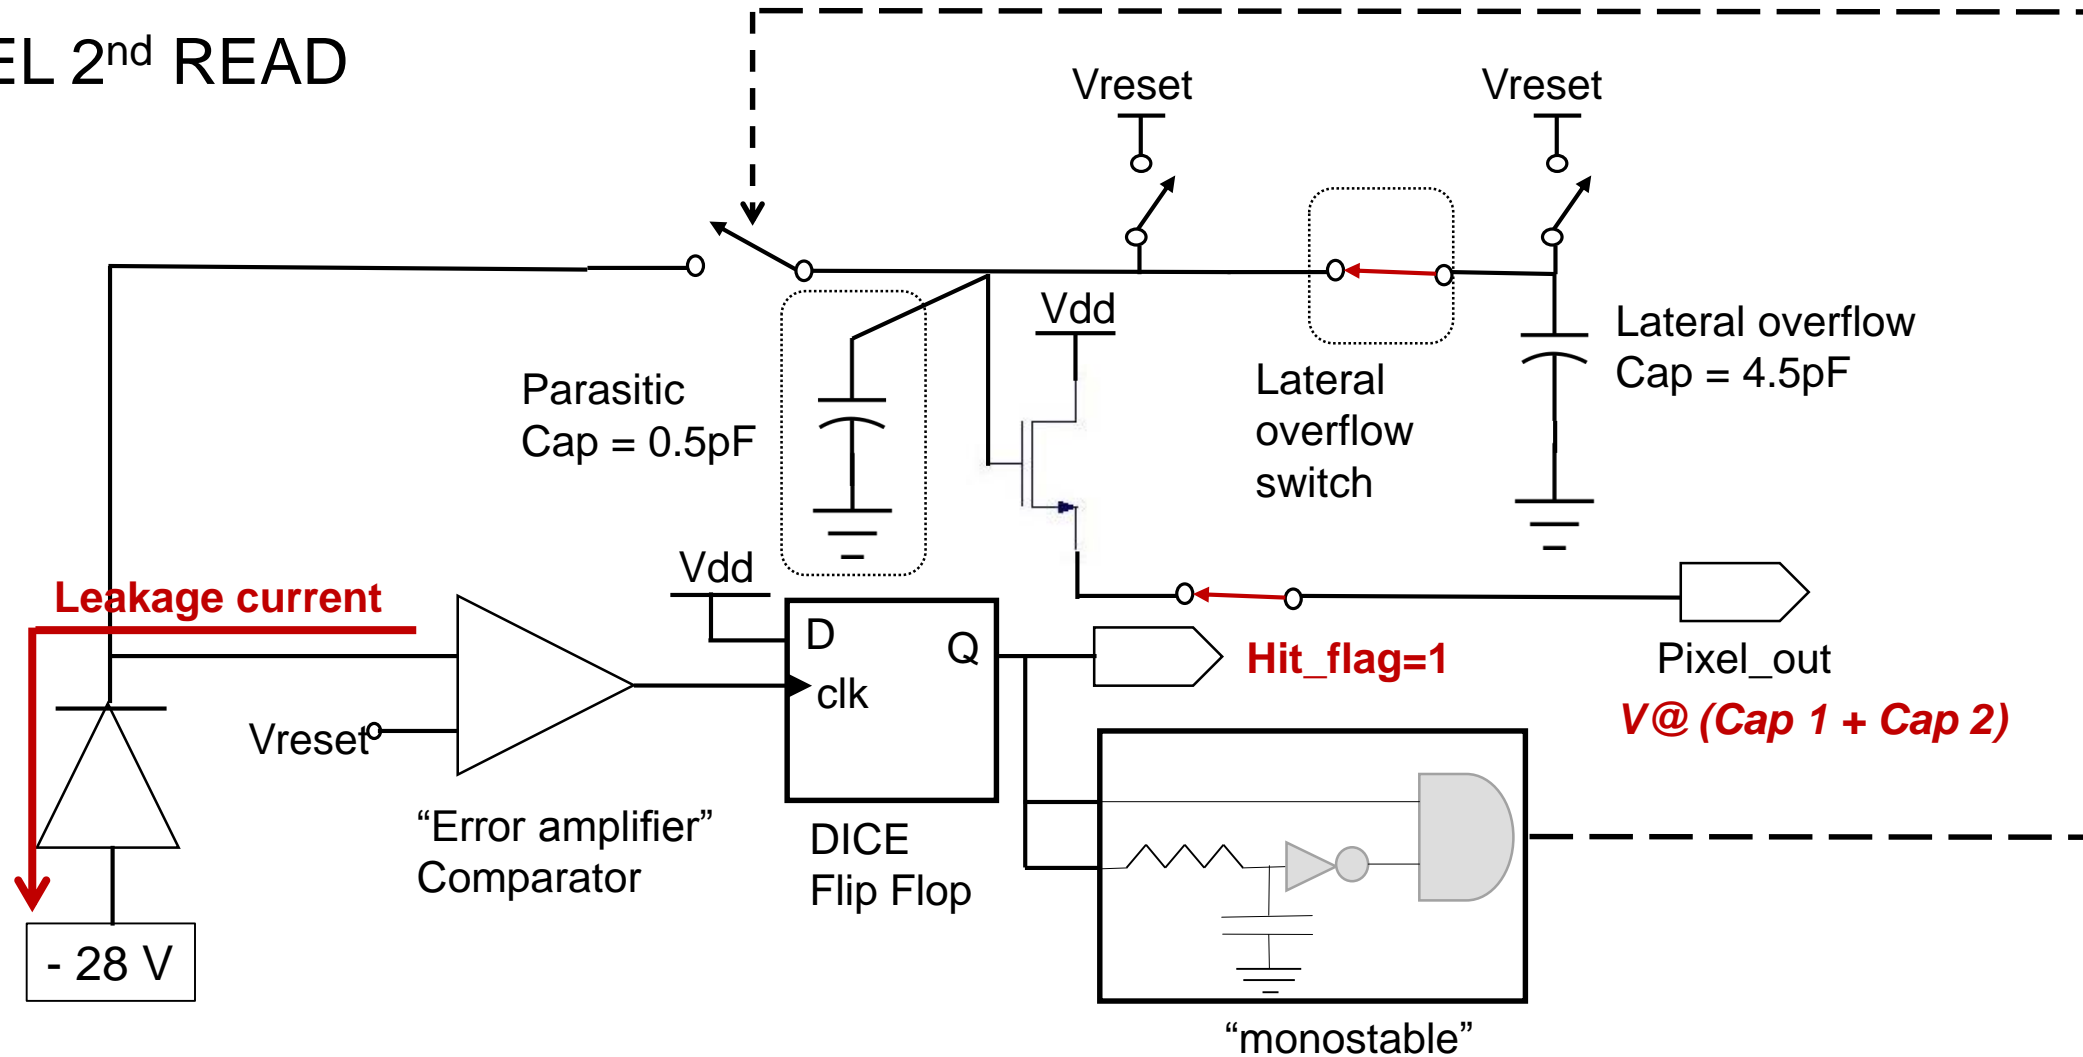 EL 2nd READ
Vreset
Vreset
Vdd
Lateral overflow
Cap = 4.5pF
Parasitic
Cap = 0.5pF
Lateral
overflow
switch
Vdd
Leakage current
D
Q
clk
Hit_flag=1
Pixel_out
V@ (Cap 1 + Cap 2)
Vreset
“Error amplifier”
Comparator
DICE
Flip Flop
- 28 V
“monostable”